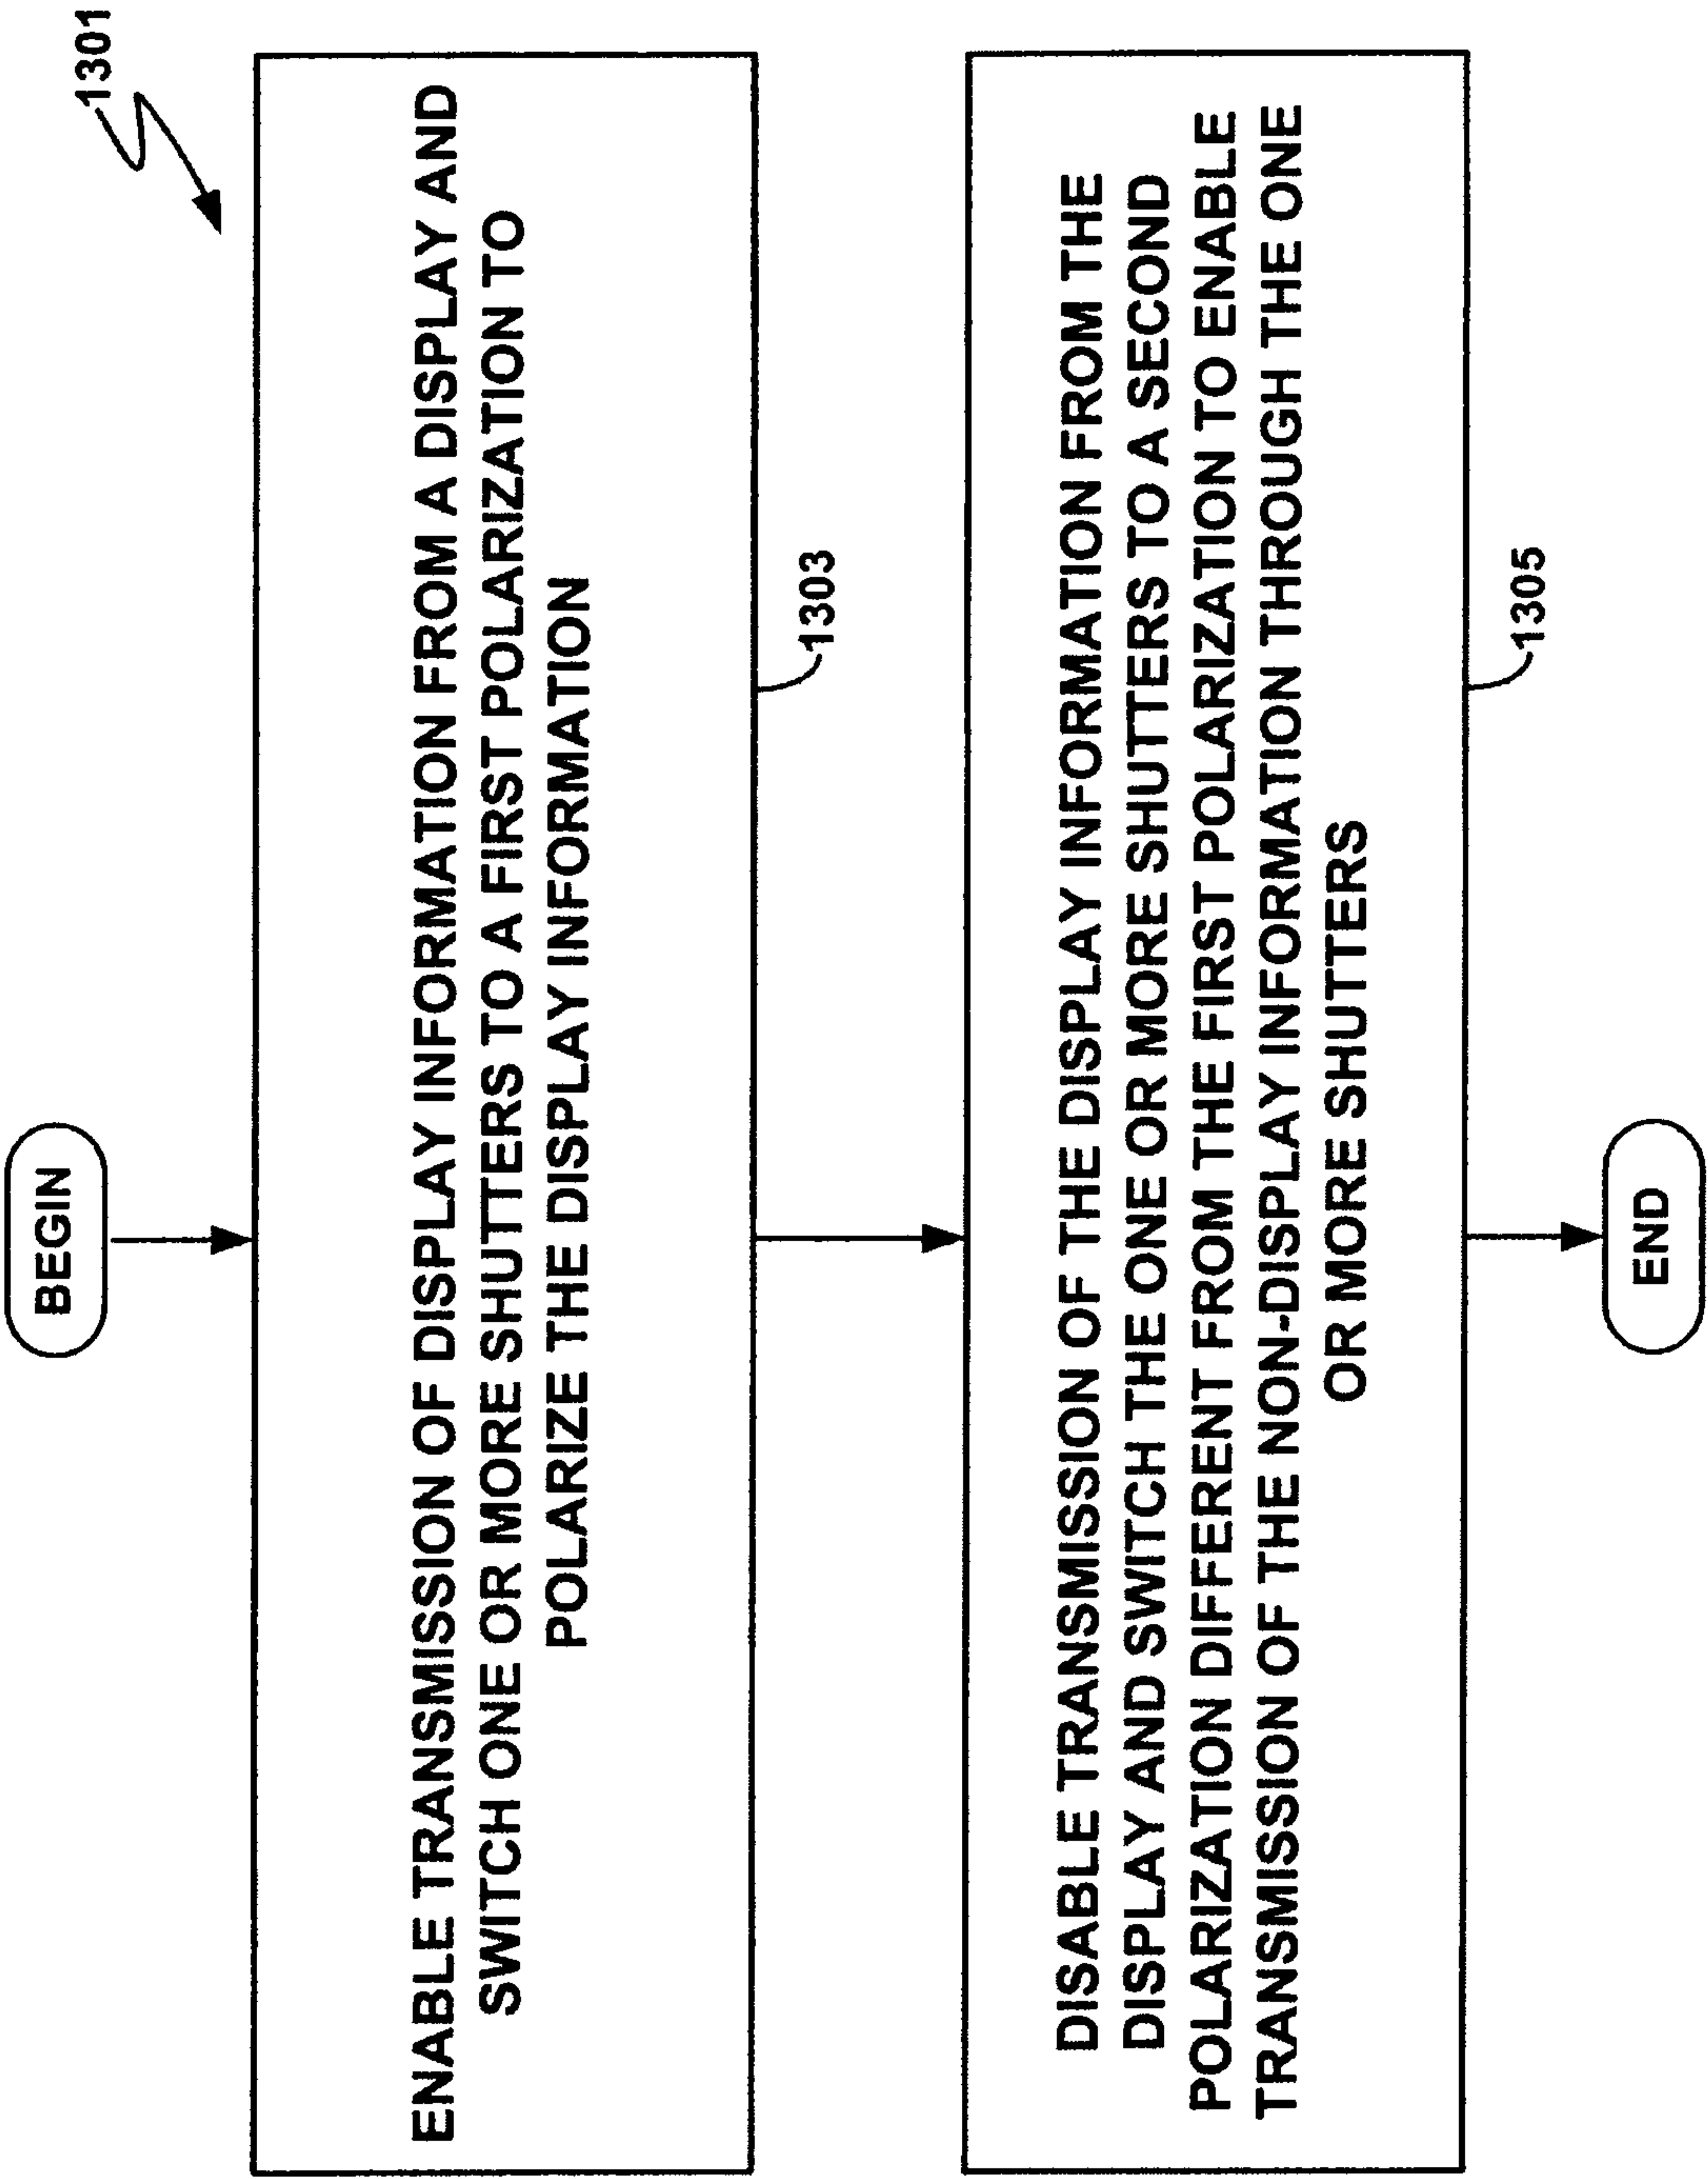 1301
BEGIN
ENABLE TRANSMISSION OF DISPLAY INFORMATION FROM A DISPLAY AND
SWITCH ONE OR MORE SHUTTERS TO A FIRST POLARIZATION TO
POLARIZE THE DISPLAY INFORMATION
1303
DISABLE TRANSMISSION OF THE DISPLAY INFORMATION FROM THE
DISPLAY AND SWITCH THE ONE OR MORE SHUTTERS TO A SECOND
POLARIZATION DIFFERENT FROM THE FIRST POLARIZATION TO ENABLE
TRANSMISSION OF THE NON-DISPLAY INFORMATION THROUGH THE ONE
OR MORE SHUTTERS
1305
END